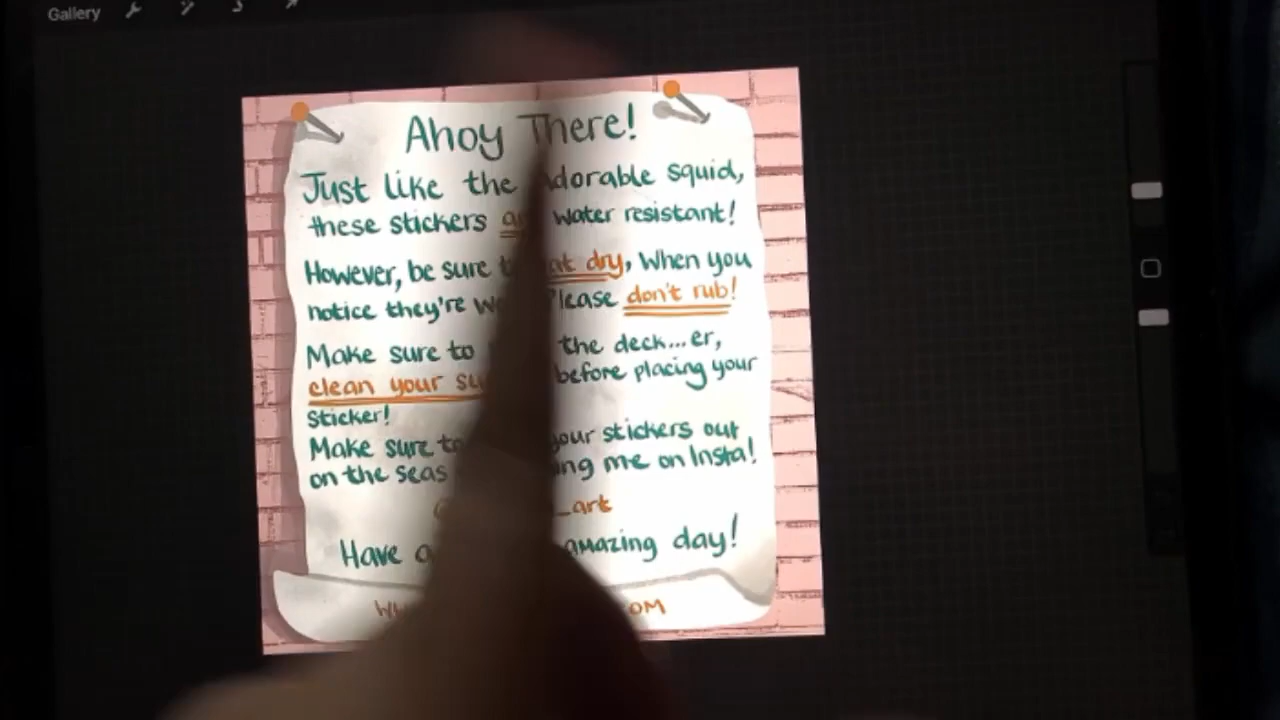 Gallery
Ahoy There!
Just like the Adorable squid,
these stickers water resistant!
However, be sure dry, When you
notice they're Please don't rub!
Make sure to the deck...er,
clean your before placing your
Sticker!
Make sure to your stickers out
on the seas me on Insta!
_art
Have amazing day!